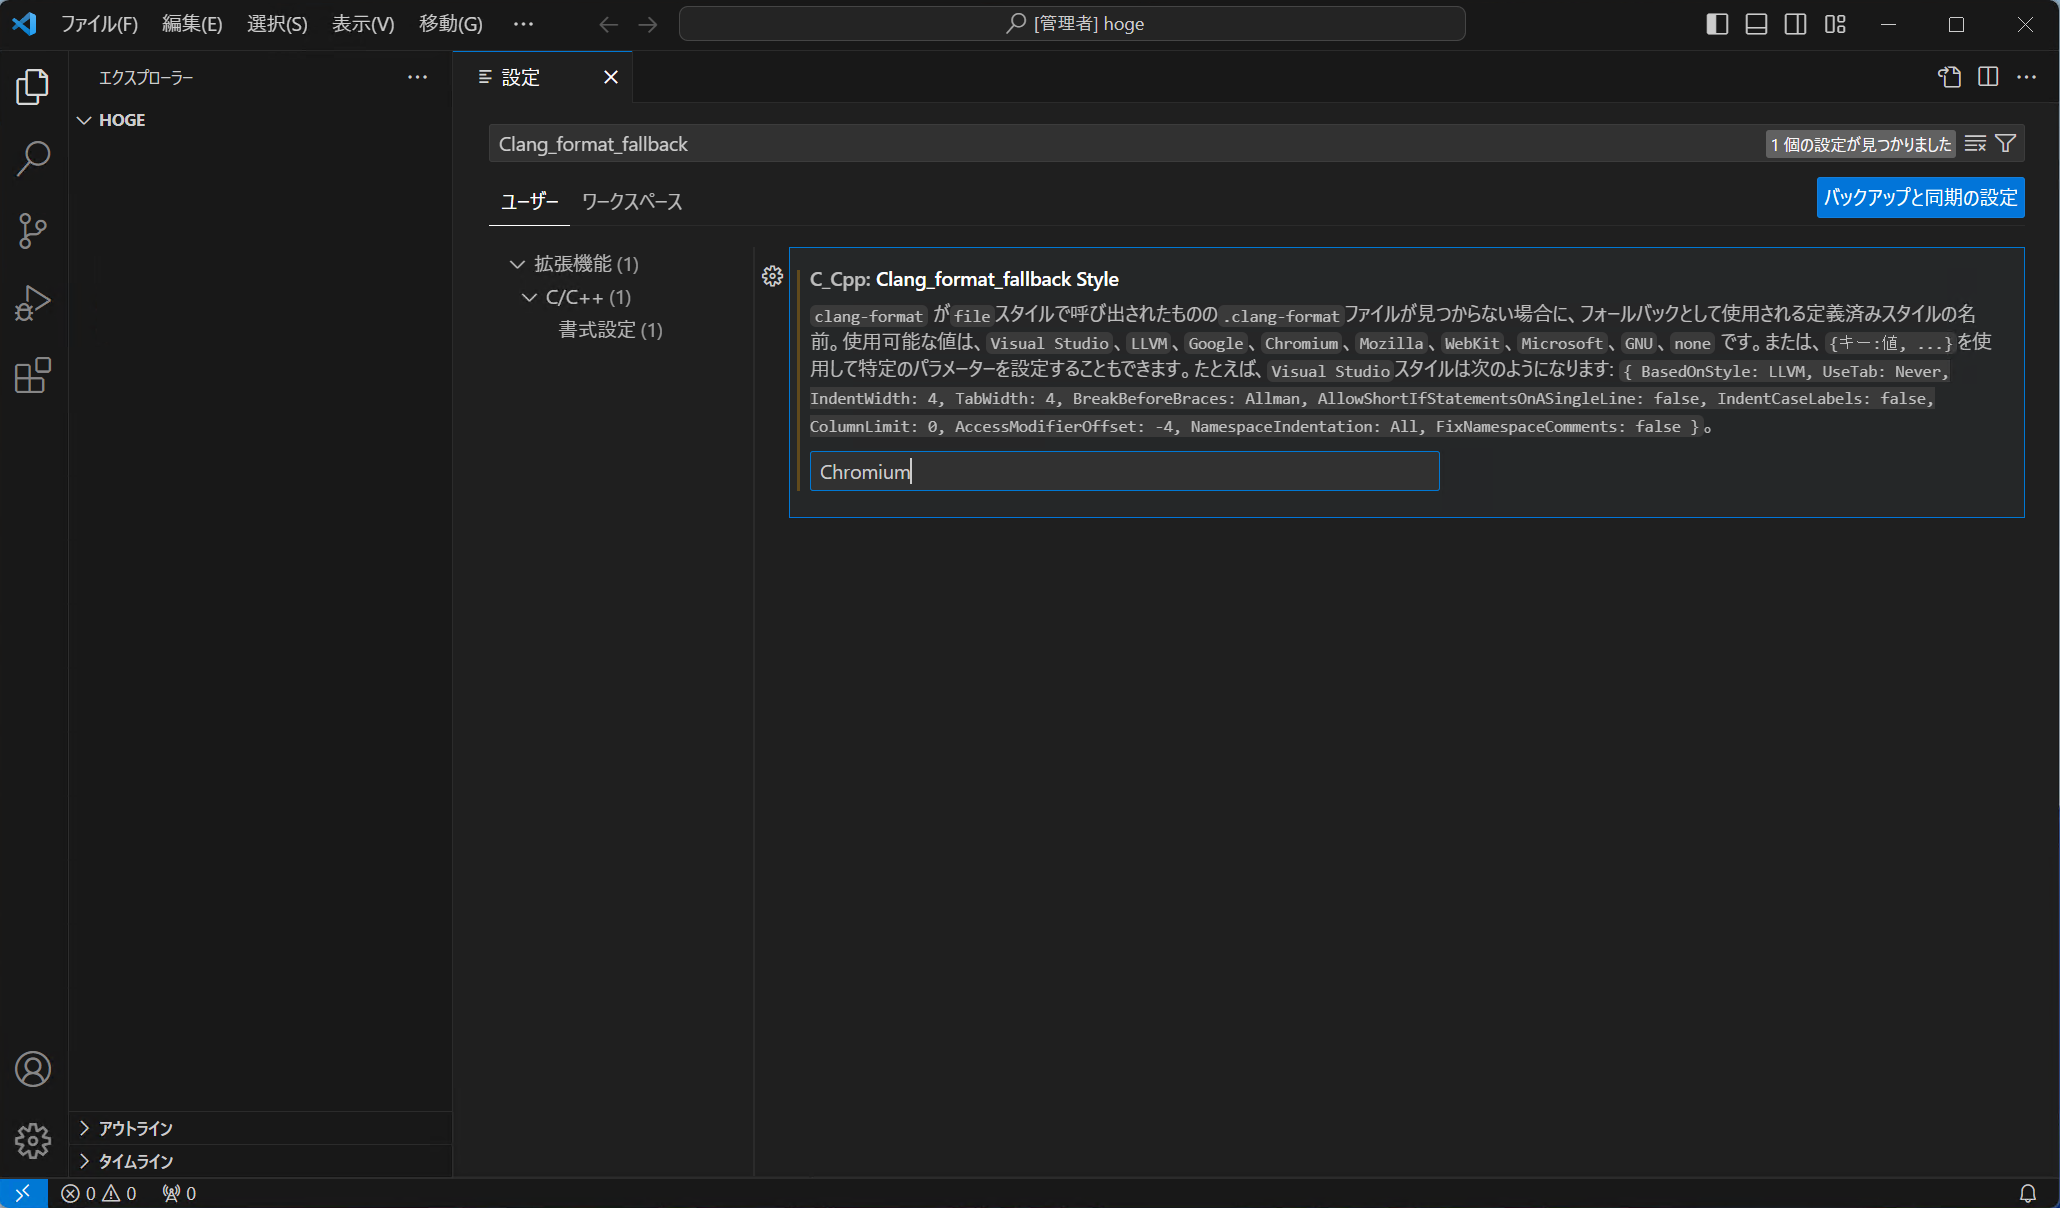 ファイル(F) 編集(E) 選択(S) 表示(V) 移動(G) ··· [管理者] hoge
エクスプローラー
HOGE
設定
Clang_format_fallback
1 個の設定が見つかりました
ユーザー ワークスペース
バックアップと同期の設定
拡張機能 (1)
C/C++ (1)
書式設定 (1)
C_Cpp: Clang_format_fallback Style
clang-format が file スタイルで呼び出されたものの .clang-format ファイルが見つからない場合に、フォールバックとして使用される定義済みスタイルの名
前。使用可能な値は、Visual Studio、LLVM、Google、Chromium、Mozilla、WebKit、Microsoft、GNU、none です。または、{キー:値, ...}を使
用して特定のパラメーターを設定することもできます。たとえば、Visual Studio スタイルは次のようになります: { BasedOnStyle: LLVM, UseTab: Never,
IndentWidth: 4, TabWidth: 4, BreakBeforeBraces: Allman, AllowShortIfStatementsOnASingleLine: false, IndentCaseLabels: false,
ColumnLimit: 0, AccessModifierOffset: -4, NamespaceIndentation: All, FixNamespaceComments: false }。
Chromium
アウトライン
タイムライン
0 0 0